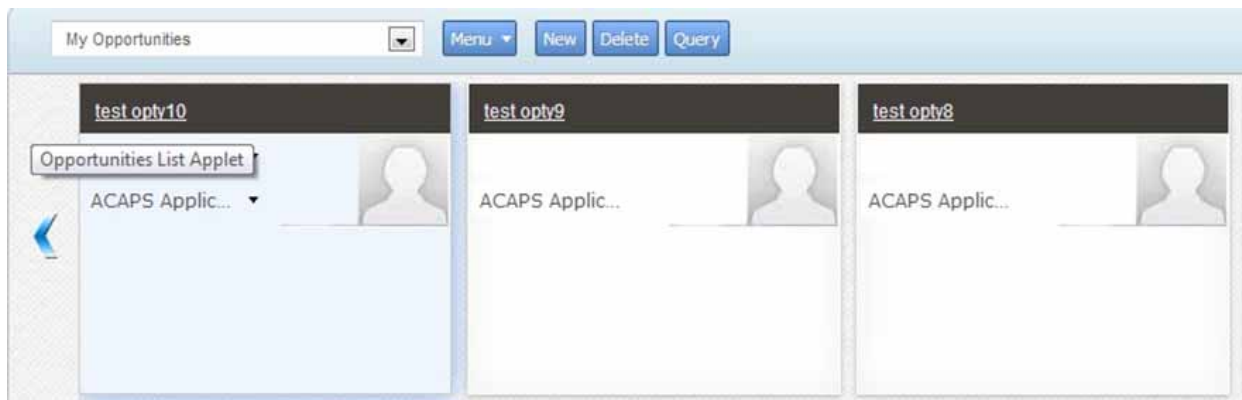 My Opportunities Menu New Delete Query
test opty10 test opty9 test opty8
Opportunities List Applet
ACAPS Applic... ACAPS Applic... ACAPS Applic...